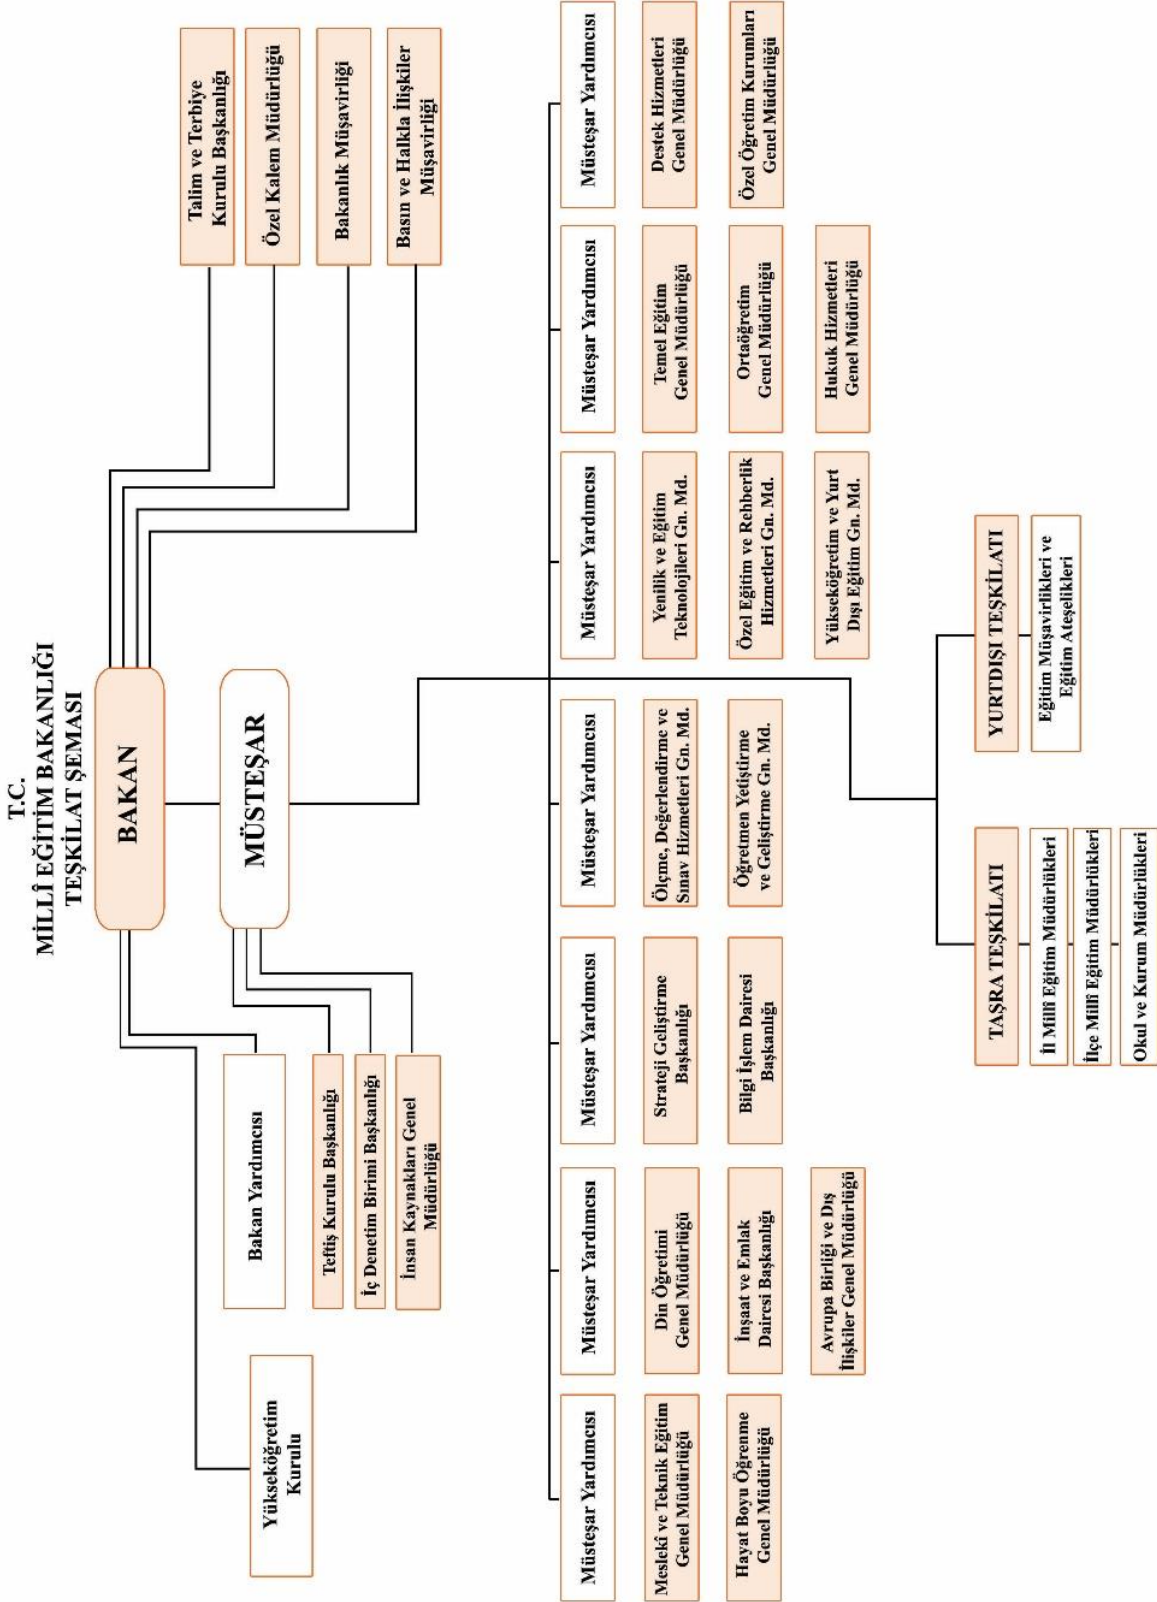 T.C.
MİLLÎ EĞİTİM BAKANLIĞI
TEŞKİLAT ŞEMASI
BAKAN
MÜSTEŞAR
Yükseköğretim
Kurulu
Bakan Yardımcısı
Teftiş Kurulu Başkanlığı
İç Denetim Birimi Başkanlığı
İnsan Kaynakları Genel
Müdürlüğü
Talim ve Terbiye
Kurulu Başkanlığı
Özel Kalem Müdürlüğü
Bakanlık Müşavirliği
Basın ve Halkla İlişkiler
Müşavirliği
Müsteşar Yardımcısı
Meslekî ve Teknik Eğitim
Genel Müdürlüğü
Hayat Boyu Öğrenme
Genel Müdürlüğü
Müsteşar Yardımcısı
Din Öğretimi
Genel Müdürlüğü
İnşaat ve Emlak
Dairesi Başkanlığı
Avrupa Birliği ve Dış
İlişkiler Genel Müdürlüğü
Müsteşar Yardımcısı
Strateji Geliştirme
Başkanlığı
Bilgi İşlem Dairesi
Başkanlığı
Müsteşar Yardımcısı
Ölçme, Değerlendirme ve
Sınav Hizmetleri Gn. Md.
Öğretmen Yetiştirme
ve Geliştirme Gn. Md.
Müsteşar Yardımcısı
Yenilik ve Eğitim
Teknolojileri Gn. Md.
Özel Eğitim ve Rehberlik
Hizmetleri Gn. Md.
Yükseköğretim ve Yurt
Dışı Eğitim Gn. Md.
Müsteşar Yardımcısı
Temel Eğitim
Genel Müdürlüğü
Ortaöğretim
Genel Müdürlüğü
Hukuk Hizmetleri
Genel Müdürlüğü
Müsteşar Yardımcısı
Destek Hizmetleri
Genel Müdürlüğü
Özel Öğretim Kurumları
Genel Müdürlüğü
TAŞRA TEŞKİLATI
İl Millî Eğitim Müdürlükleri
İlçe Millî Eğitim Müdürlükleri
Okul ve Kurum Müdürlükleri
YURTDIŞI TEŞKİLATI
Eğitim Müşavirlikleri ve
Eğitim Ateşelikleri